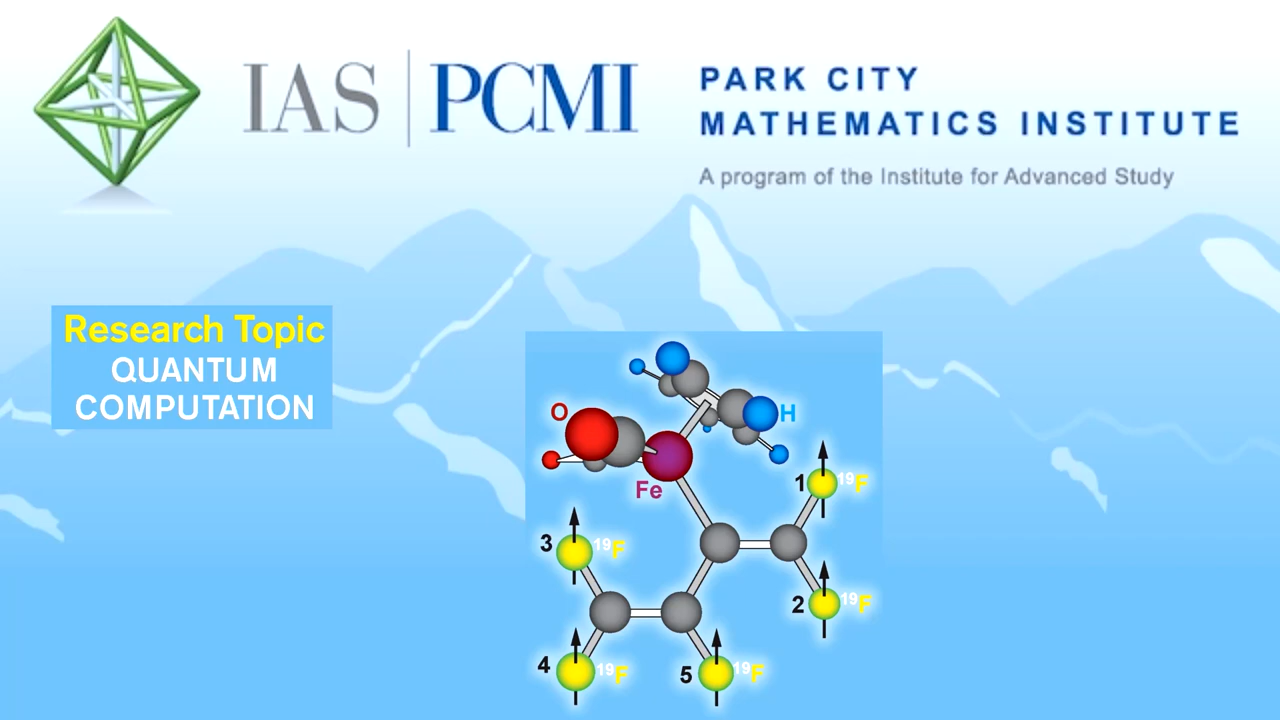 IAS | PCMI
PARK CITY
MATHEMATICS INSTITUTE
A program of the Institute for Advanced Study
Research Topic
QUANTUM
COMPUTATION
O
H
Fe
1 ¹⁹F
3 ¹⁹F
2 ¹⁹F
4 ¹⁹F
5 ¹⁹F